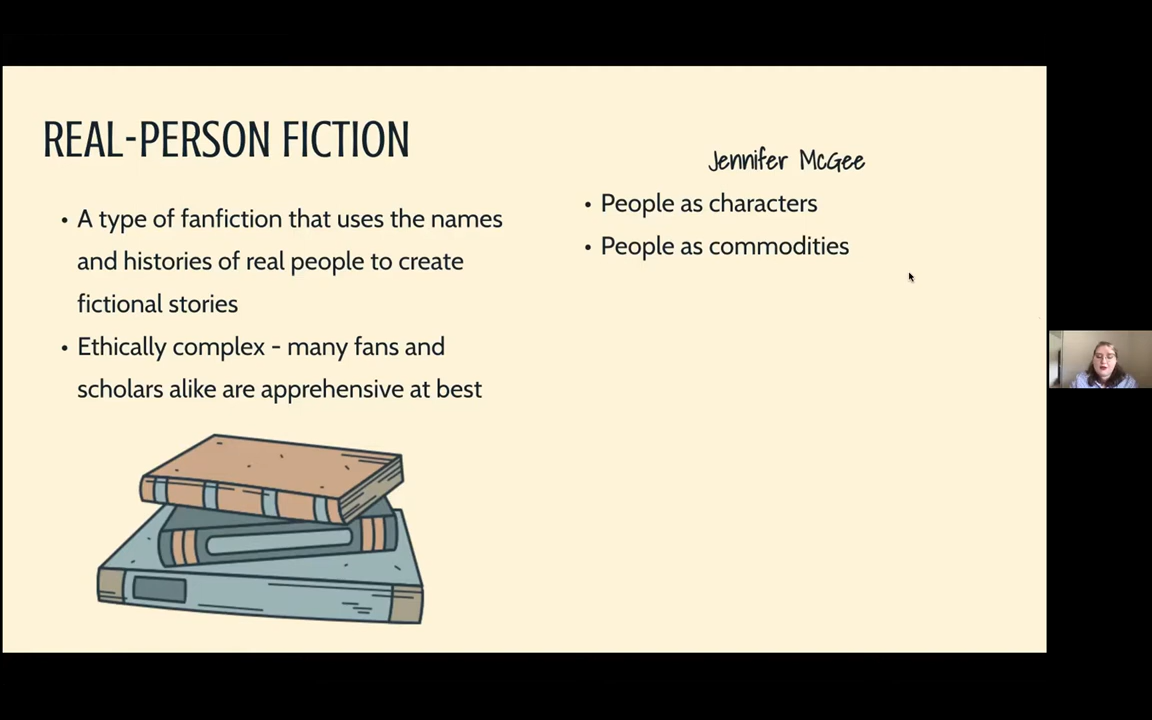 REAL-PERSON FICTION
• A type of fanfiction that uses the names
and histories of real people to create
fictional stories
• Ethically complex - many fans and
scholars alike are apprehensive at best
Jennifer McGee
• People as characters
• People as commodities